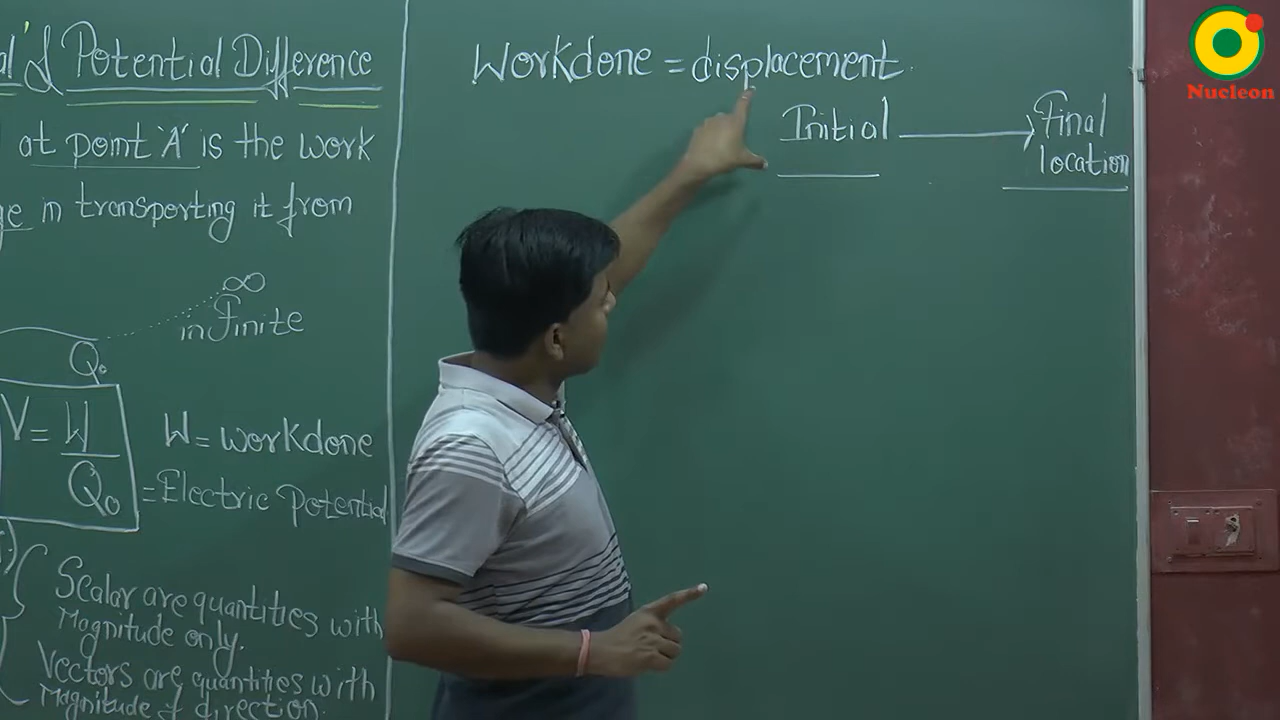 al & Potential Difference
at point 'A' is the work
ge in transporting it from
∞
infinite
Q₀
V = W/Q₀
W = workdone
= Electric Potential
Scalar are quantities with
Magnitude only.
Vectors are quantities with
Magnitude & direction.
Workdone = displacement.
Initial → Final
location
Nucleon